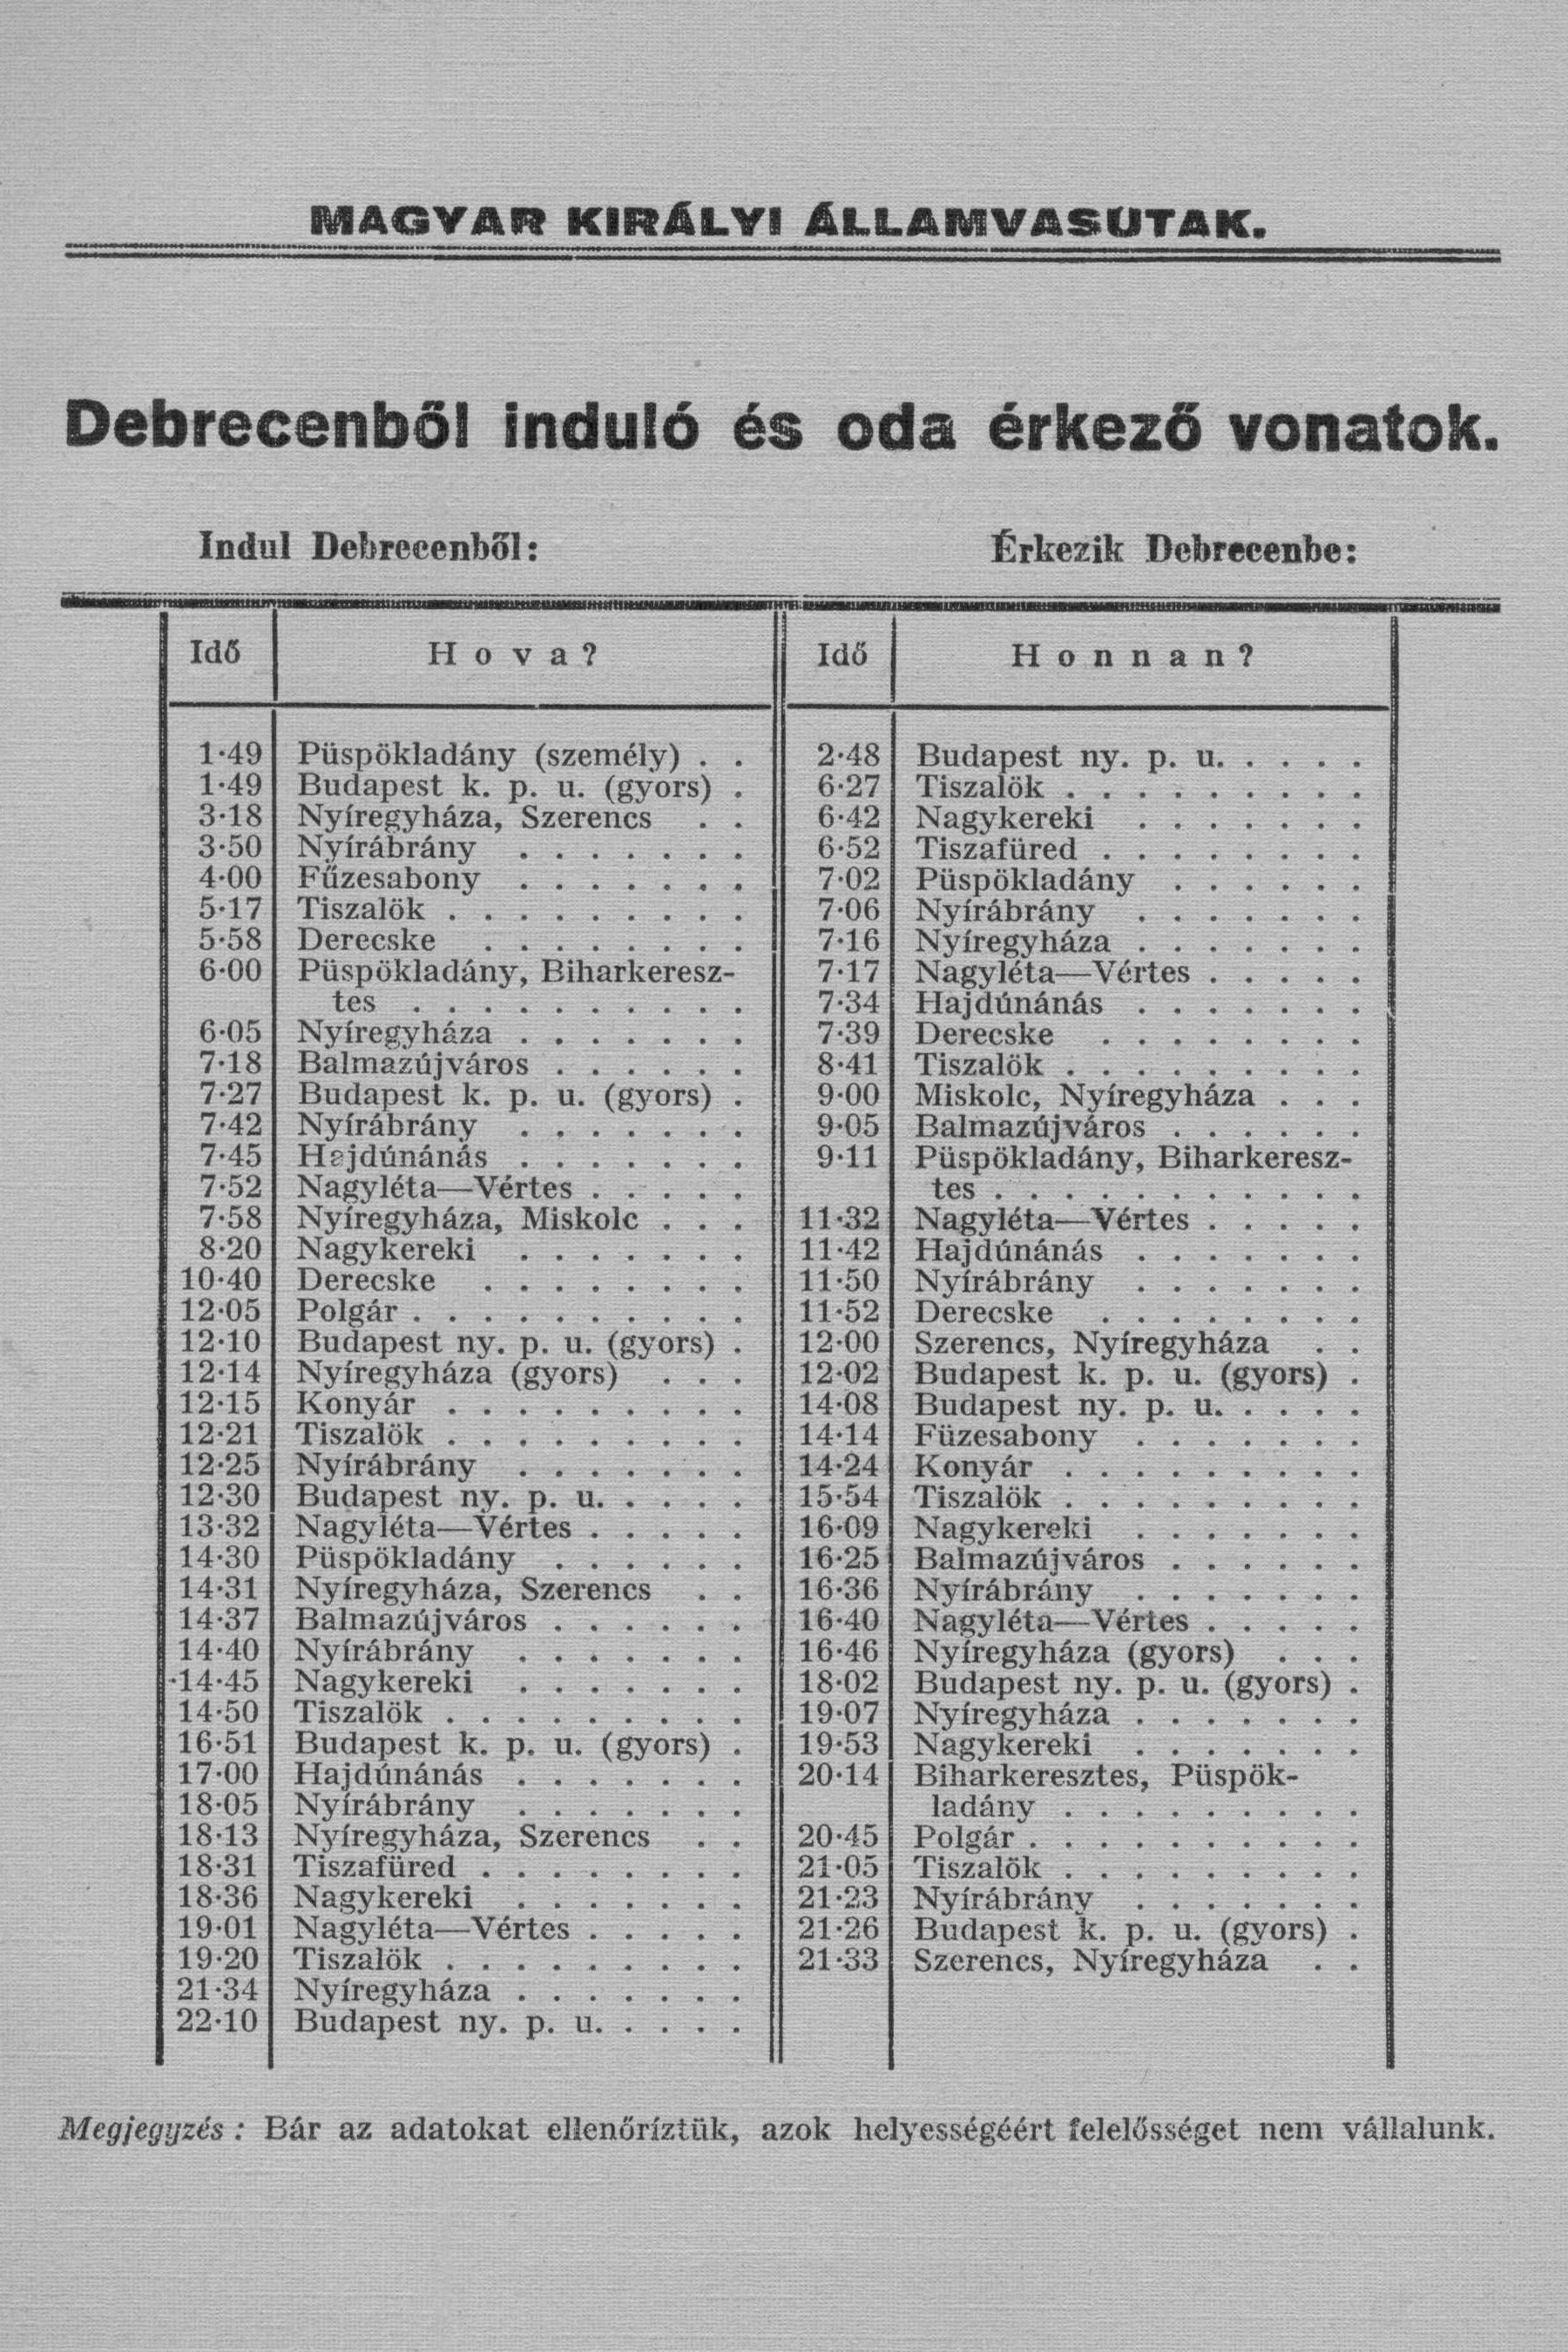 MAGYAR KIRÁLYI ÁLLAMVASUTAK.
Debrecenből induló és oda érkező vonatok.
Indul Debrecenből:
Idő Hova?
1·49 Püspökladány (személy) . .
1·49 Budapest k. p. u. (gyors) .
3·18 Nyíregyháza, Szerencs . .
3·50 Nyírábrány . . . . . . .
4·00 Fűzesabony . . . . . . .
5·17 Tiszalök . . . . . . . . .
5·58 Derecske . . . . . . . .
6·00 Püspökladány, Biharkeresz-
tes . . . . . . . . . .
6·05 Nyíregyháza . . . . . . .
7·18 Balmazújváros . . . . . .
7·27 Budapest k. p. u. (gyors) .
7·42 Nyírábrány . . . . . . .
7·45 Hajdúnánás . . . . . . .
7·52 Nagyléta—Vértes . . . . .
7·58 Nyíregyháza, Miskolc . . .
8·20 Nagykereki . . . . . . .
10·40 Derecske . . . . . . . .
12·05 Polgár . . . . . . . . . .
12·10 Budapest ny. p. u. (gyors) .
12·14 Nyíregyháza (gyors) . . .
12·15 Konyár . . . . . . . . .
12·21 Tiszalök . . . . . . . . .
12·25 Nyírábrány . . . . . . .
12·30 Budapest ny. p. u. . . . .
13·32 Nagyléta—Vértes . . . . .
14·30 Püspökladány . . . . . .
14·31 Nyíregyháza, Szerencs . .
14·37 Balmazújváros . . . . . .
14·40 Nyírábrány . . . . . . .
14·45 Nagykereki . . . . . . .
14·50 Tiszalök . . . . . . . . .
16·51 Budapest k. p. u. (gyors) .
17·00 Hajdúnánás . . . . . . .
18·05 Nyírábrány . . . . . . .
18·13 Nyíregyháza, Szerencs . .
18·31 Tiszafüred . . . . . . . .
18·36 Nagykereki . . . . . . .
19·01 Nagyléta—Vértes . . . . .
19·20 Tiszalök . . . . . . . . .
21·34 Nyíregyháza . . . . . . .
22·10 Budapest ny. p. u. . . . .
Érkezik Debrecenbe:
Idő Honnan?
2·48 Budapest ny. p. u. . . . .
6·27 Tiszalök . . . . . . . . .
6·42 Nagykereki . . . . . . .
6·52 Tiszafüred . . . . . . . .
7·02 Püspökladány . . . . . .
7·06 Nyírábrány . . . . . . .
7·16 Nyíregyháza . . . . . . .
7·17 Nagyléta—Vértes . . . . .
7·34 Hajdúnánás . . . . . . .
7·39 Derecske . . . . . . . .
8·41 Tiszalök . . . . . . . . .
9·00 Miskolc, Nyíregyháza . . .
9·05 Balmazújváros . . . . . .
9·11 Püspökladány, Biharkeresz-
tes . . . . . . . . . . .
11·32 Nagyléta—Vértes . . . . .
11·42 Hajdúnánás . . . . . . .
11·50 Nyírábrány . . . . . . .
11·52 Derecske . . . . . . . .
12·00 Szerencs, Nyíregyháza . .
12·02 Budapest k. p. u. (gyors) .
14·08 Budapest ny. p. u. . . . .
14·14 Füzesabony . . . . . . .
14·24 Konyár . . . . . . . . .
15·54 Tiszalök . . . . . . . . .
16·09 Nagykereki . . . . . . .
16·25 Balmazújváros . . . . . .
16·36 Nyírábrány . . . . . . .
16·40 Nagyléta—Vértes . . . . .
16·46 Nyíregyháza (gyors) . . .
18·02 Budapest ny. p. u. (gyors) .
19·07 Nyíregyháza . . . . . . .
19·53 Nagykereki . . . . . . .
20·14 Biharkeresztes, Püspök-
ladány . . . . . . . . .
20·45 Polgár . . . . . . . . . .
21·05 Tiszalök . . . . . . . . .
21·23 Nyírábrány . . . . . . .
21·26 Budapest k. p. u. (gyors) .
21·33 Szerencs, Nyíregyháza . .
Megjegyzés : Bár az adatokat ellenőríztük, azok helyességéért felelősséget nem vállalunk.